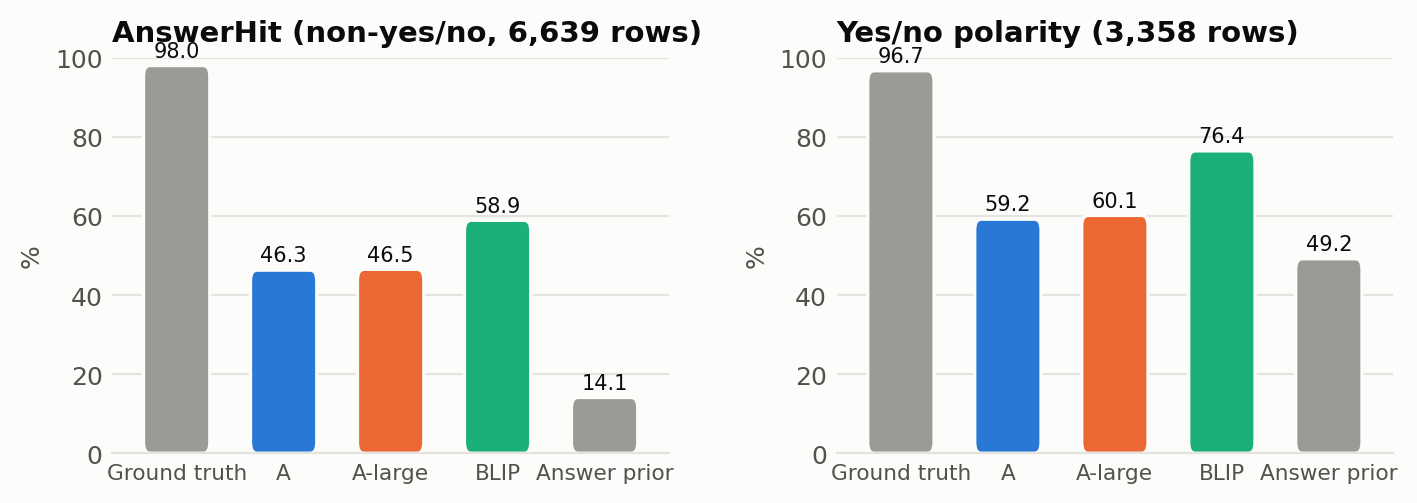 AnswerHit (non-yes/no, 6,639 rows)
100
80
60
40
20
0
%
98.0
46.3
46.5
58.9
14.1
Ground truth
A
A-large
BLIP
Answer prior
Yes/no polarity (3,358 rows)
100
80
60
40
20
0
%
96.7
59.2
60.1
76.4
49.2
Ground truth
A
A-large
BLIP
Answer prior